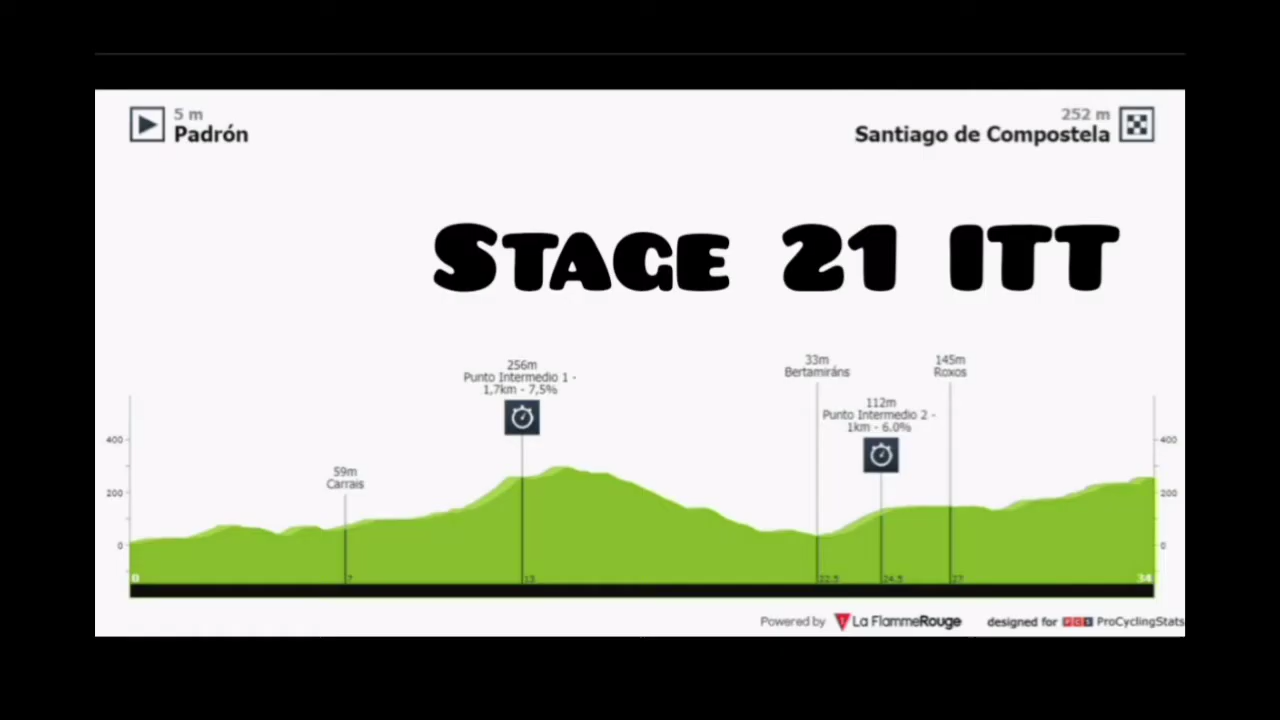 5 m
Padrón
252 m
Santiago de Compostela
STAGE 21 ITT
256m
Punto Intermedio 1 -
1,7km - 7,5%
33m
Bertamiráns
145m
Roxos
112m
Punto Intermedio 2 -
1km - 6.0%
59m
Carrais
400
200
0
400
200
0
0
7
13
22.5
24.5
27
34
Powered by La FlammeRouge
designed for PCS ProCyclingStats